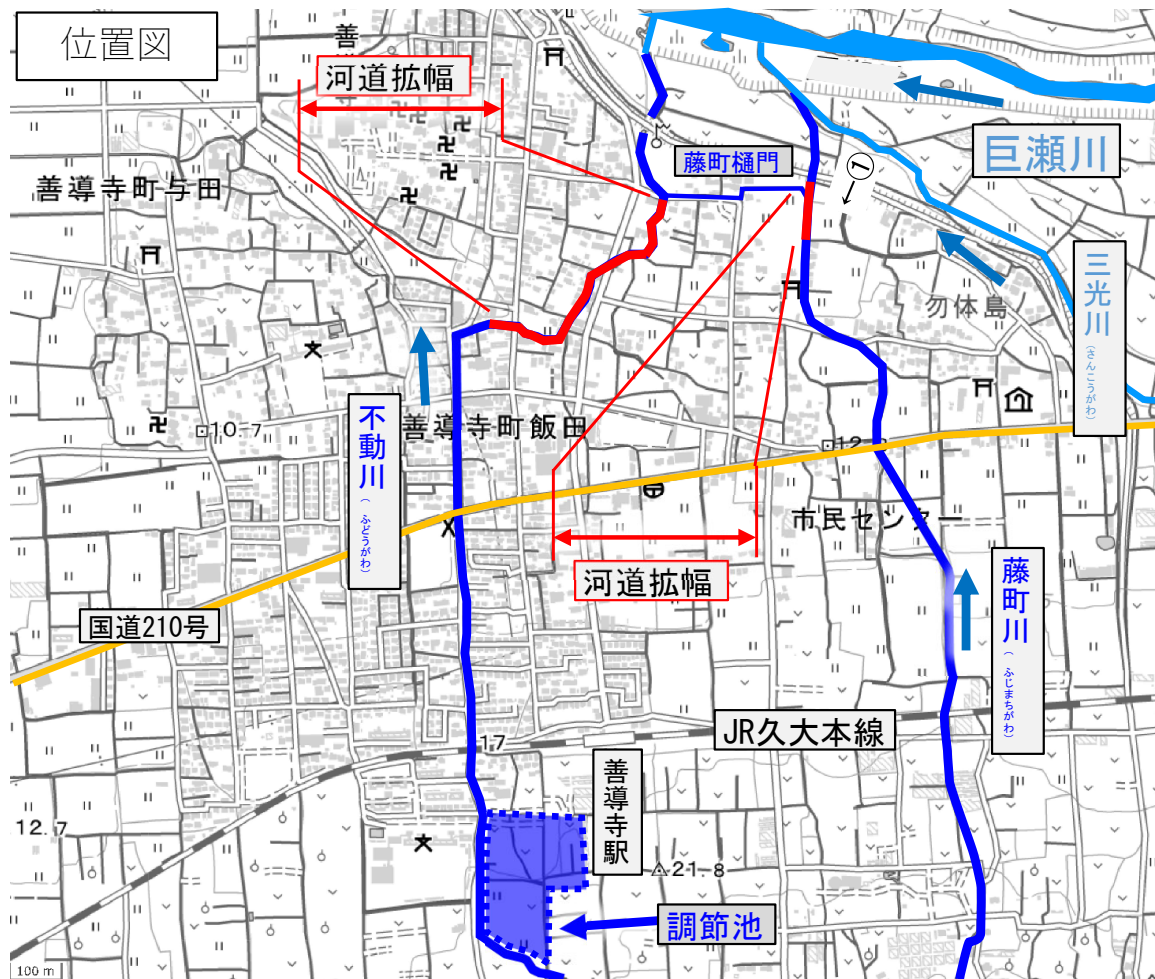 位置図
善
河道拡幅
巨瀬川
藤町樋門
①
善導寺町与田
三光川
(さんこうがわ)
勿体島
不動川
(ふどうがわ)
善導寺町飯田
10.7
12.
市民センター
河道拡幅
藤町川
(ふじまちがわ)
国道210号
JR久大本線
17
善導寺駅
12.7
21.8
調節池
100 m